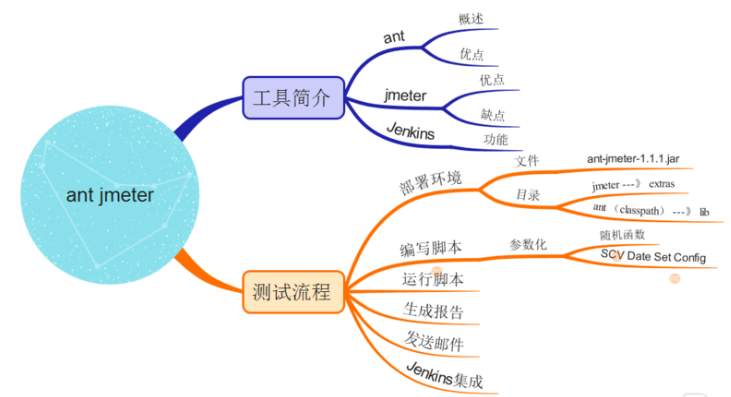 ant jmeter
工具简介
ant
概述
优点
jmeter
优点
缺点
Jenkins
功能
测试流程
部署环境
文件
ant-jmeter-1.1.1.jar
目录
jmeter ---》 extras
ant （classpath） ---》 lib
编写脚本
参数化
随机函数
SCV Date Set Config
运行脚本
生成报告
发送邮件
Jenkins集成